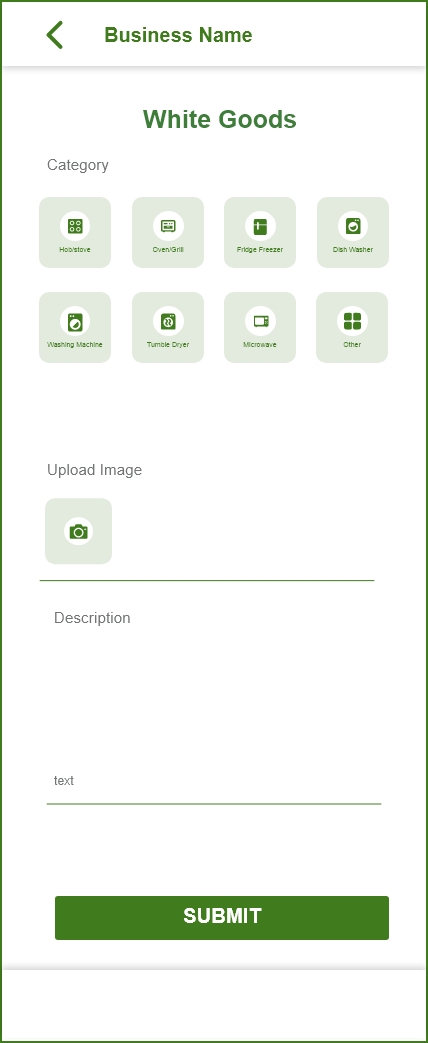 Business Name
White Goods
Category
Hob/stove
Oven/Grill
Fridge Freezer
Dish Washer
Washing Machine
Tumble Dryer
Microwave
Other
Upload Image
Description
text
SUBMIT